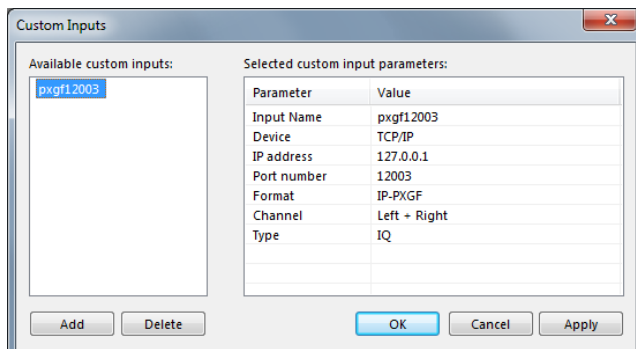 Custom Inputs
Available custom inputs:
pxgf12003
Selected custom input parameters:
Parameter Value
Input Name pxgf12003
Device TCP/IP
IP address 127.0.0.1
Port number 12003
Format IP-PXGF
Channel Left + Right
Type IQ
Add Delete OK Cancel Apply